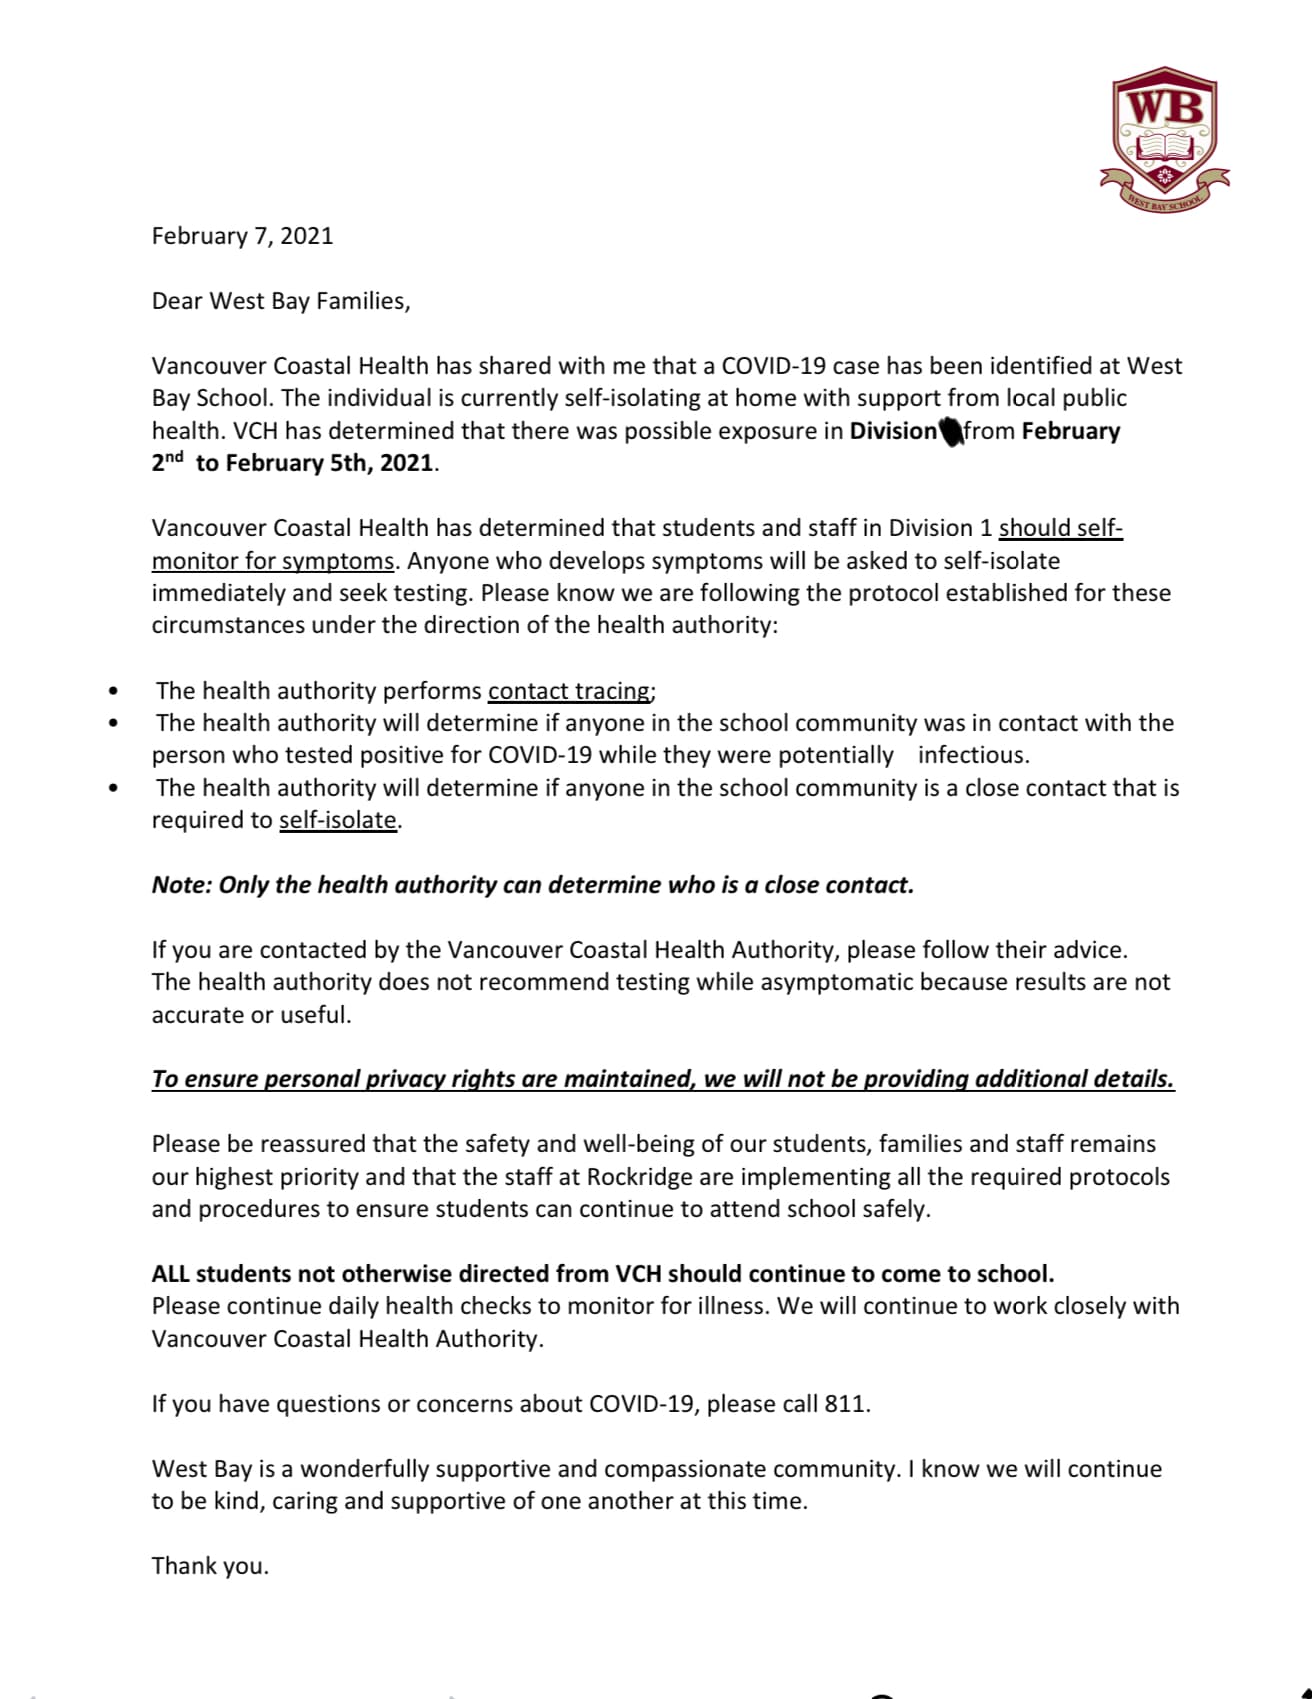 WB
WEST BAY SCHOOL
February 7, 2021
Dear West Bay Families,
Vancouver Coastal Health has shared with me that a COVID-19 case has been identified at West
Bay School. The individual is currently self-isolating at home with support from local public
health. VCH has determined that there was possible exposure in Division from February
2nd to February 5th, 2021.
Vancouver Coastal Health has determined that students and staff in Division 1 should self-
monitor for symptoms. Anyone who develops symptoms will be asked to self-isolate
immediately and seek testing. Please know we are following the protocol established for these
circumstances under the direction of the health authority:
• The health authority performs contact tracing;
• The health authority will determine if anyone in the school community was in contact with the
person who tested positive for COVID-19 while they were potentially infectious.
• The health authority will determine if anyone in the school community is a close contact that is
required to self-isolate.
Note: Only the health authority can determine who is a close contact.
If you are contacted by the Vancouver Coastal Health Authority, please follow their advice.
The health authority does not recommend testing while asymptomatic because results are not
accurate or useful.
To ensure personal privacy rights are maintained, we will not be providing additional details.
Please be reassured that the safety and well-being of our students, families and staff remains
our highest priority and that the staff at Rockridge are implementing all the required protocols
and procedures to ensure students can continue to attend school safely.
ALL students not otherwise directed from VCH should continue to come to school.
Please continue daily health checks to monitor for illness. We will continue to work closely with
Vancouver Coastal Health Authority.
If you have questions or concerns about COVID-19, please call 811.
West Bay is a wonderfully supportive and compassionate community. I know we will continue
to be kind, caring and supportive of one another at this time.
Thank you.